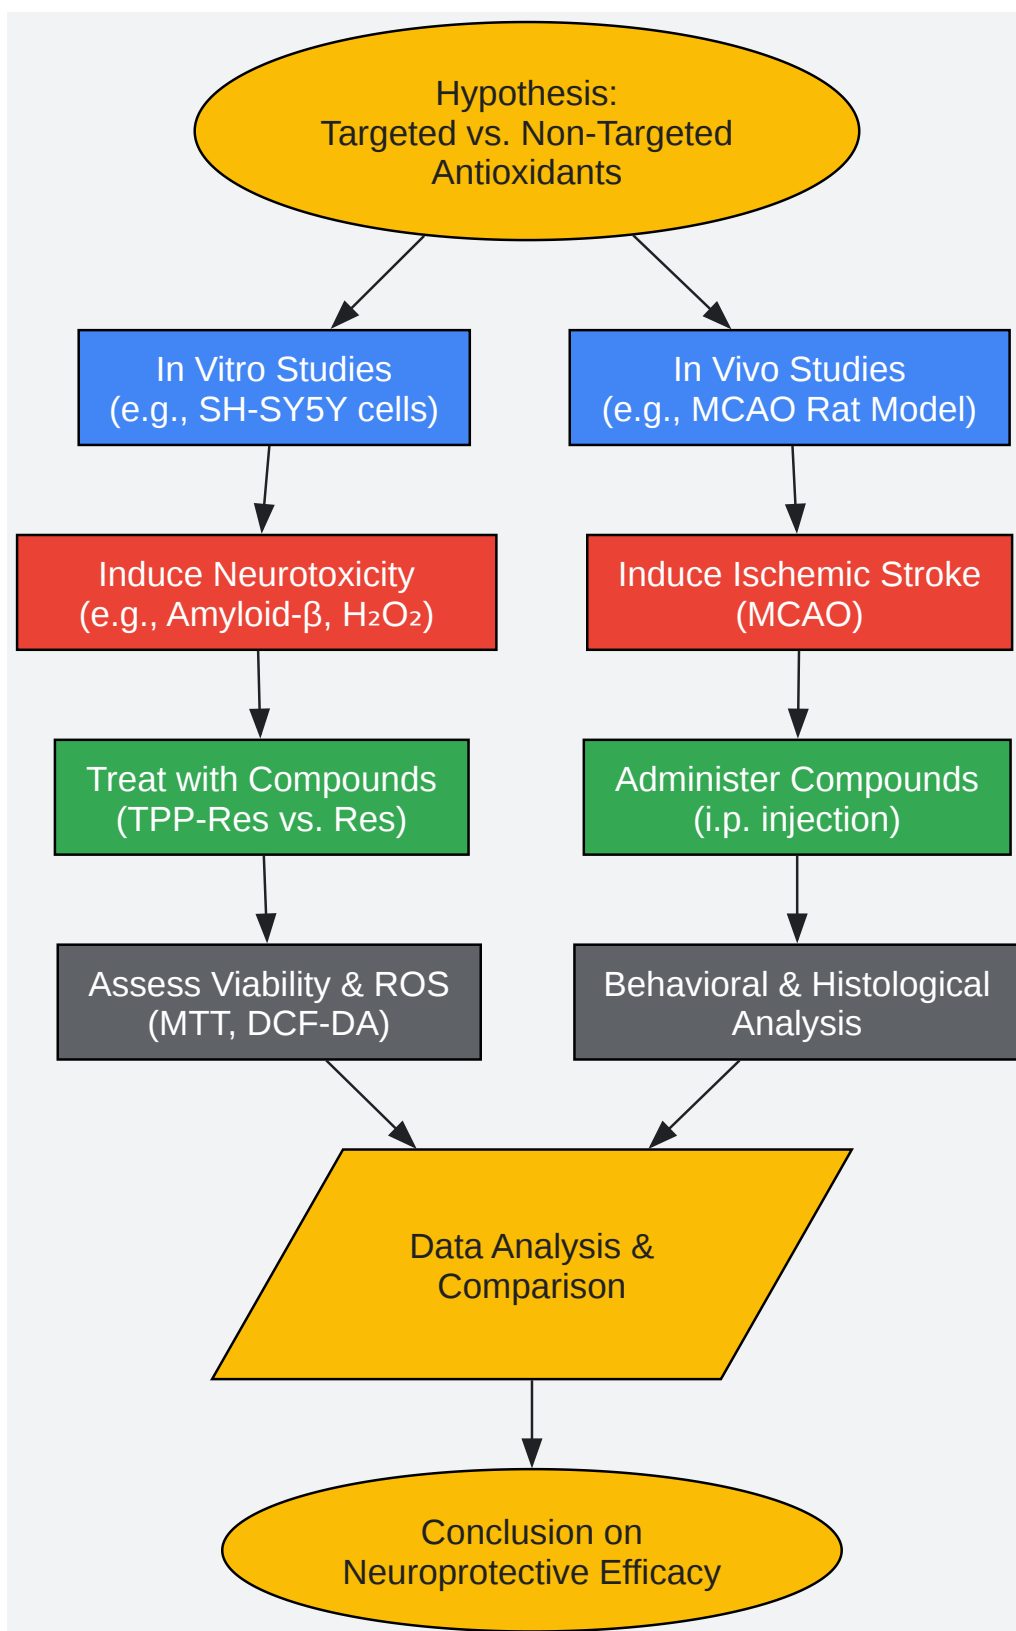 Hypothesis:
Targeted vs. Non-Targeted
Antioxidants
In Vitro Studies
(e.g., SH-SY5Y cells)
In Vivo Studies
(e.g., MCAO Rat Model)
Induce Neurotoxicity
(e.g., Amyloid-β, H₂O₂)
Induce Ischemic Stroke
(MCAO)
Treat with Compounds
(TPP-Res vs. Res)
Administer Compounds
(i.p. injection)
Assess Viability & ROS
(MTT, DCF-DA)
Behavioral & Histological
Analysis
Data Analysis &
Comparison
Conclusion on
Neuroprotective Efficacy